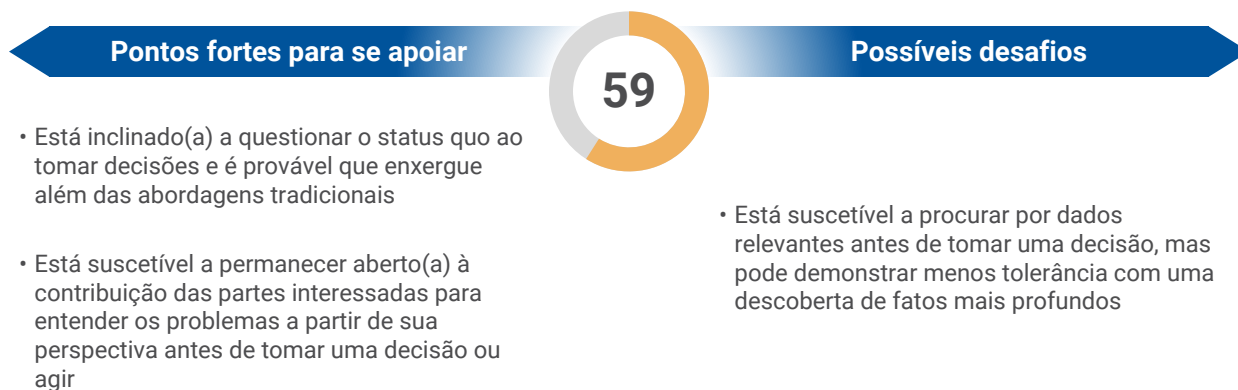 Pontos fortes para se apoiar
59
Possíveis desafios
• Está inclinado(a) a questionar o status quo ao
tomar decisões e é provável que enxergue
além das abordagens tradicionais
• Está suscetível a permanecer aberto(a) à
contribuição das partes interessadas para
entender os problemas a partir de sua
perspectiva antes de tomar uma decisão ou
agir
• Está suscetível a procurar por dados
relevantes antes de tomar uma decisão, mas
pode demonstrar menos tolerância com uma
descoberta de fatos mais profundos